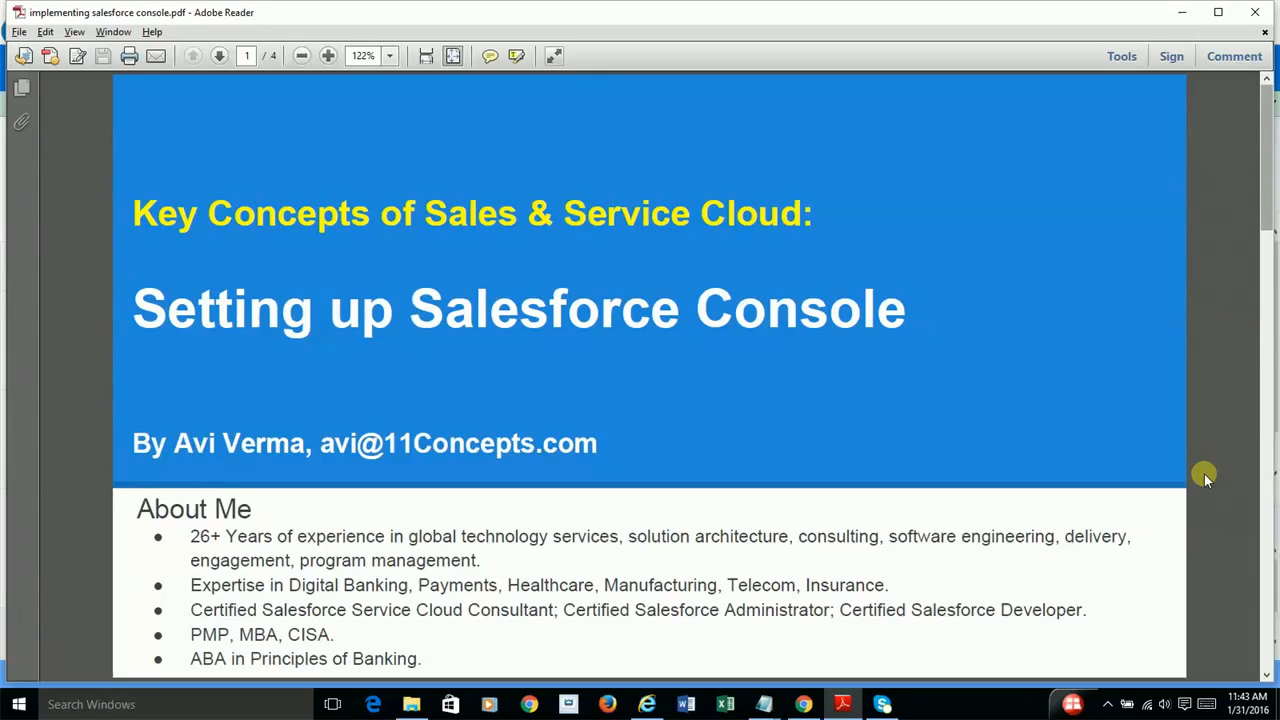 implementing salesforce console.pdf - Adobe Reader
File Edit View Window Help
1 / 4 122% Tools Sign Comment
Key Concepts of Sales & Service Cloud:
Setting up Salesforce Console
By Avi Verma, avi@11Concepts.com
About Me
● 26+ Years of experience in global technology services, solution architecture, consulting, software engineering, delivery,
engagement, program management.
● Expertise in Digital Banking, Payments, Healthcare, Manufacturing, Telecom, Insurance.
● Certified Salesforce Service Cloud Consultant; Certified Salesforce Administrator; Certified Salesforce Developer.
● PMP, MBA, CISA.
● ABA in Principles of Banking.
Search Windows
11:43 AM
1/31/2016